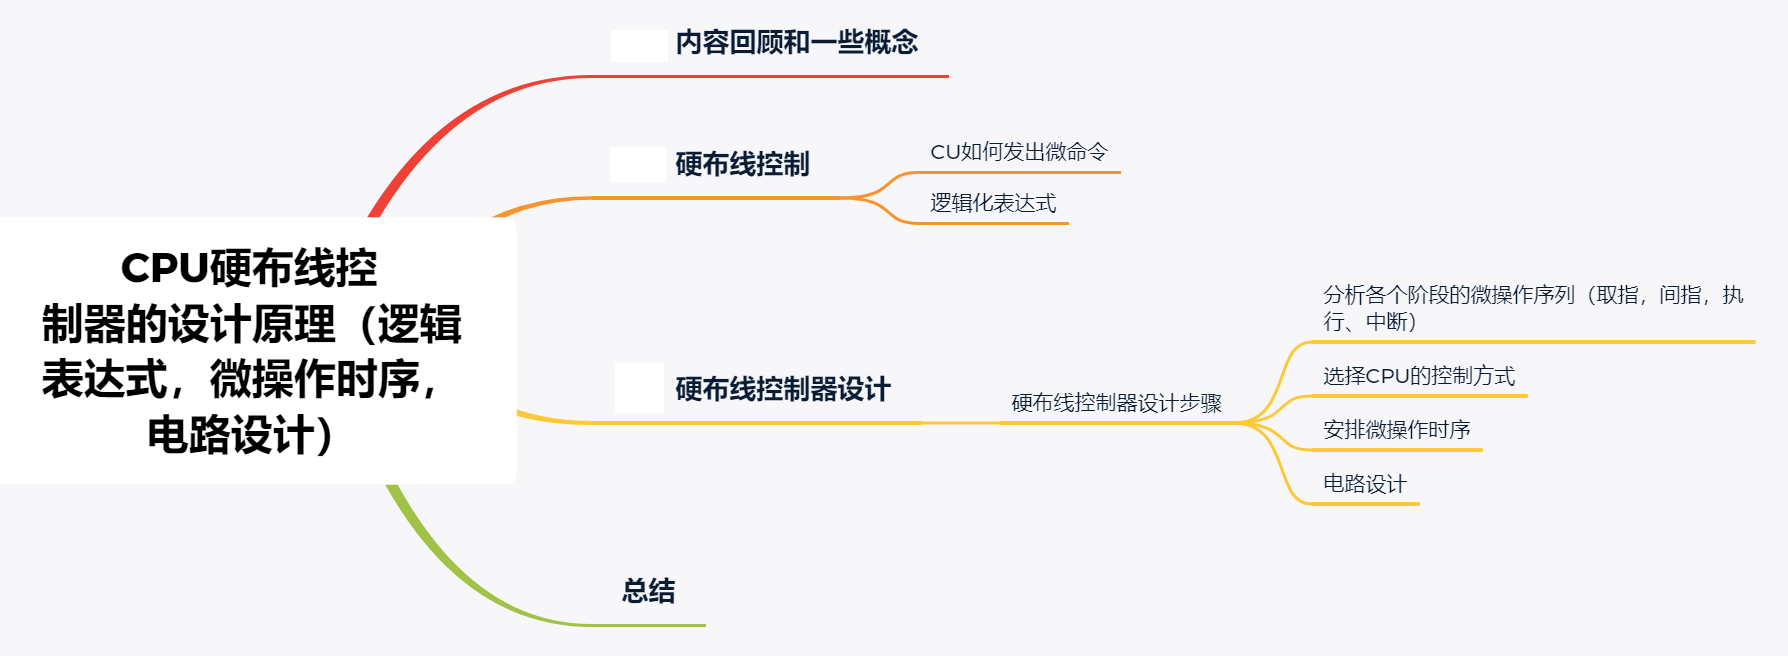 内容回顾和一些概念
硬布线控制
CU如何发出微命令
逻辑化表达式
CPU硬布线控
制器的设计原理（逻辑
表达式，微操作时序，
电路设计）
硬布线控制器设计
硬布线控制器设计步骤
分析各个阶段的微操作序列（取指，间指，执
行、中断）
选择CPU的控制方式
安排微操作时序
电路设计
总结